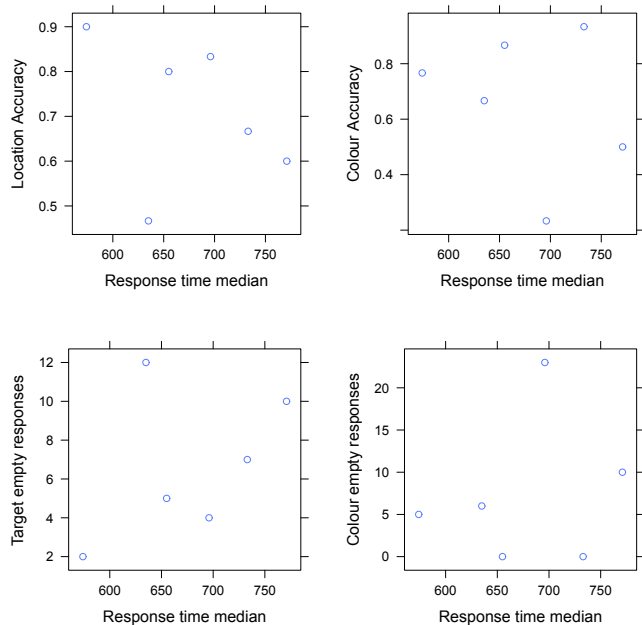 Location Accuracy
0.9
0.8
0.7
0.6
0.5
600 650 700 750
Response time median
Colour Accuracy
0.8
0.6
0.4
600 650 700 750
Response time median
Target empty responses
12
10
8
6
4
2
600 650 700 750
Response time median
Colour empty responses
20
15
10
5
0
600 650 700 750
Response time median